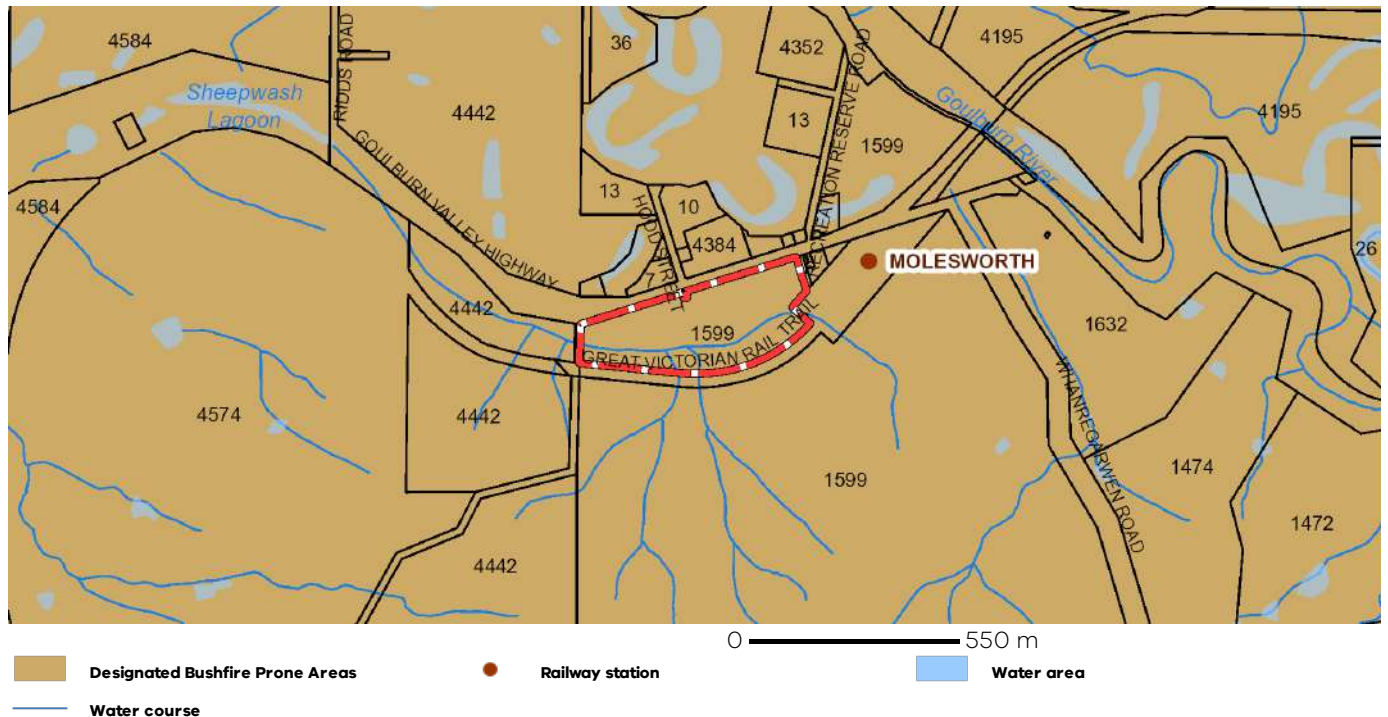 4584
RIDDS ROAD
36
4352
RECREATION RESERVE ROAD
4195
Sheepwash
Lagoon
4442
13
Goulburn River
4195
1599
GOULBURN VALLEY HIGHWAY
4584
13
HOOD STREET
10
4384
7
MOLESWORTH
26
4442
1599
GREAT VICTORIAN RAIL TRAIL
1632
WHANREGARWEN ROAD
4574
4442
1599
1474
1472
4442
0 550 m
Designated Bushfire Prone Areas
Railway station
Water area
Water course